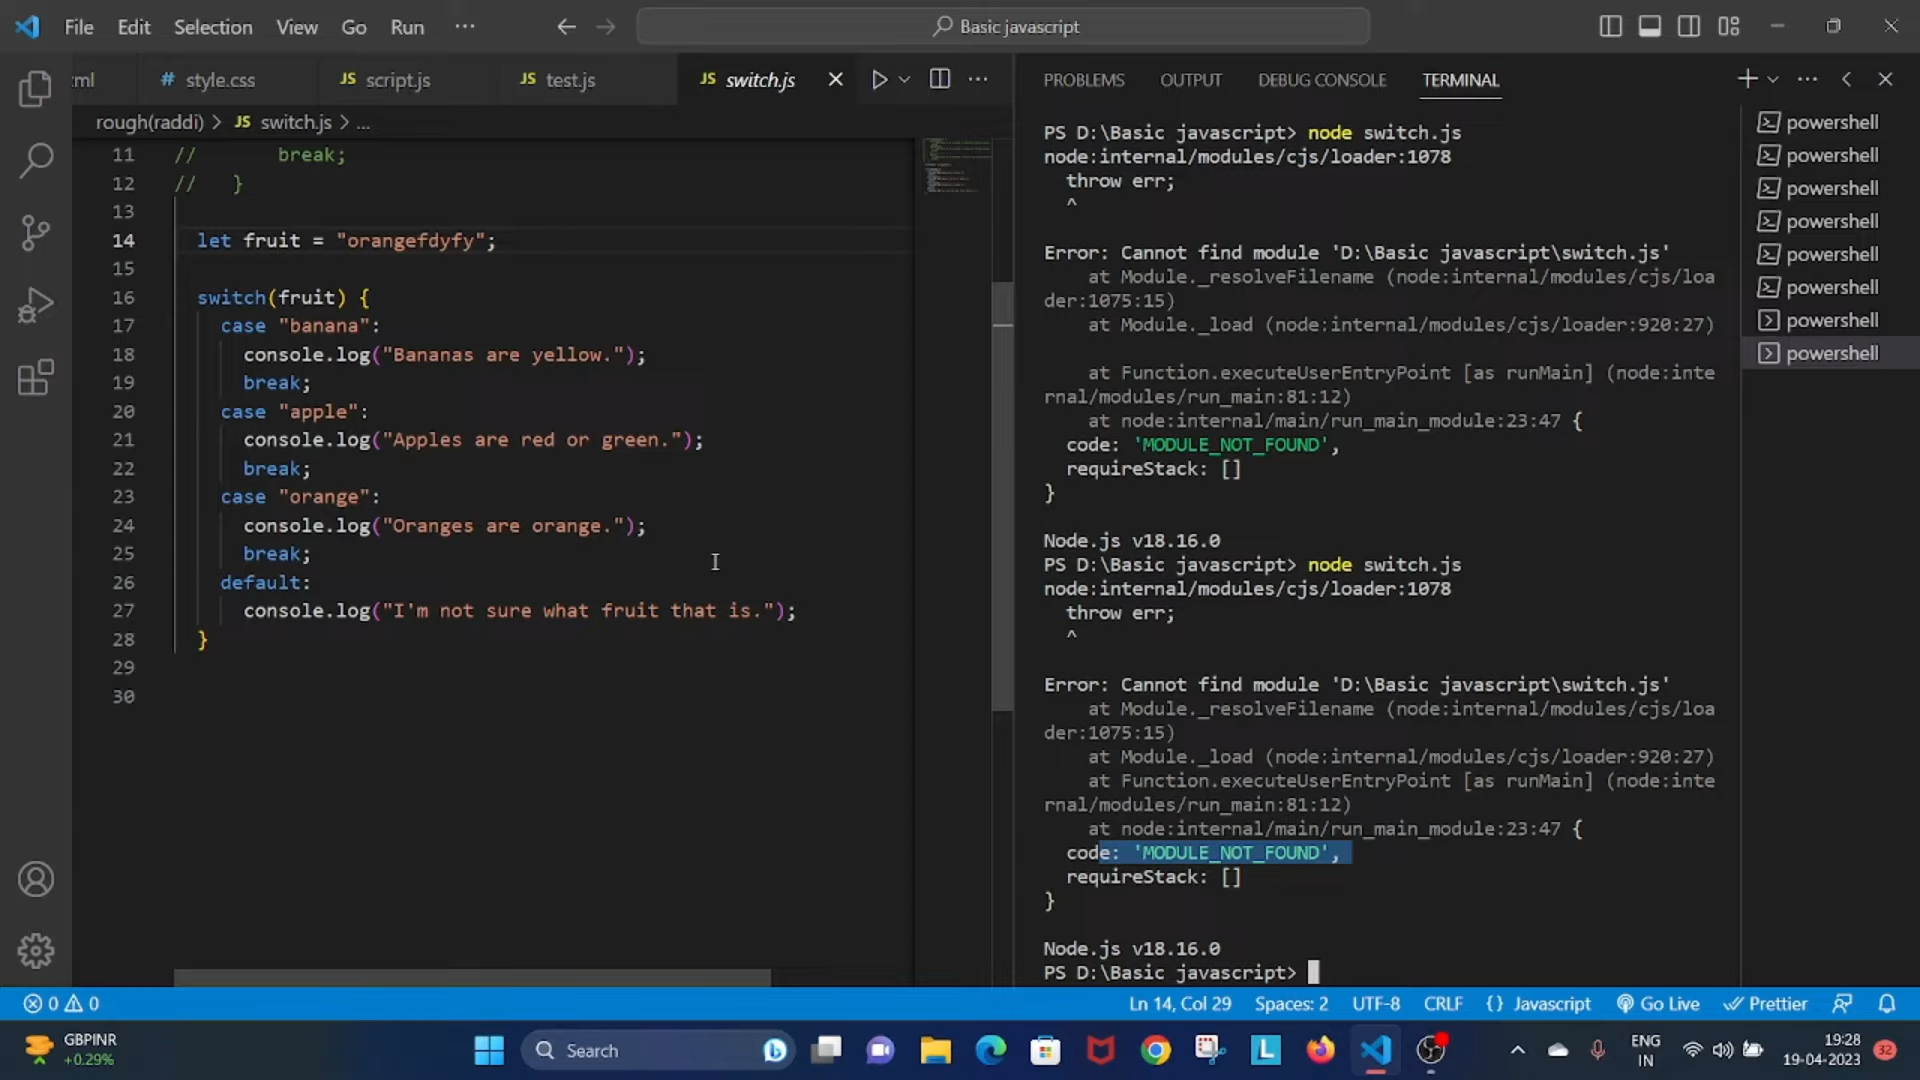 File Edit Selection View Go Run ··· Basic javascript
ml # style.css JS script.js JS test.js JS switch.js
rough(raddi) > JS switch.js > ...
11 // break;
12 // }
13
14 let fruit = "orangefdyfy";
15
16 switch(fruit) {
17 case "banana":
18 console.log("Bananas are yellow.");
19 break;
20 case "apple":
21 console.log("Apples are red or green.");
22 break;
23 case "orange":
24 console.log("Oranges are orange.");
25 break;
26 default:
27 console.log("I'm not sure what fruit that is.");
28 }
29
30
PROBLEMS OUTPUT DEBUG CONSOLE TERMINAL
PS D:\Basic javascript> node switch.js
node:internal/modules/cjs/loader:1078
throw err;
^
Error: Cannot find module 'D:\Basic javascript\switch.js'
at Module._resolveFilename (node:internal/modules/cjs/loa
der:1075:15)
at Module._load (node:internal/modules/cjs/loader:920:27)
at Function.executeUserEntryPoint [as runMain] (node:inte
rnal/modules/run_main:81:12)
at node:internal/main/run_main_module:23:47 {
code: 'MODULE_NOT_FOUND',
requireStack: []
}
Node.js v18.16.0
PS D:\Basic javascript> node switch.js
node:internal/modules/cjs/loader:1078
throw err;
^
Error: Cannot find module 'D:\Basic javascript\switch.js'
at Module._resolveFilename (node:internal/modules/cjs/loa
der:1075:15)
at Module._load (node:internal/modules/cjs/loader:920:27)
at Function.executeUserEntryPoint [as runMain] (node:inte
rnal/modules/run_main:81:12)
at node:internal/main/run_main_module:23:47 {
code: 'MODULE_NOT_FOUND',
requireStack: []
}
Node.js v18.16.0
PS D:\Basic javascript>
powershell
powershell
powershell
powershell
powershell
powershell
powershell
powershell
0 0 Ln 14, Col 29 Spaces: 2 UTF-8 CRLF {} Javascript Go Live Prettier
GBPINR
+0.29%
Search
L
ENG
IN
19:28
19-04-2023
32